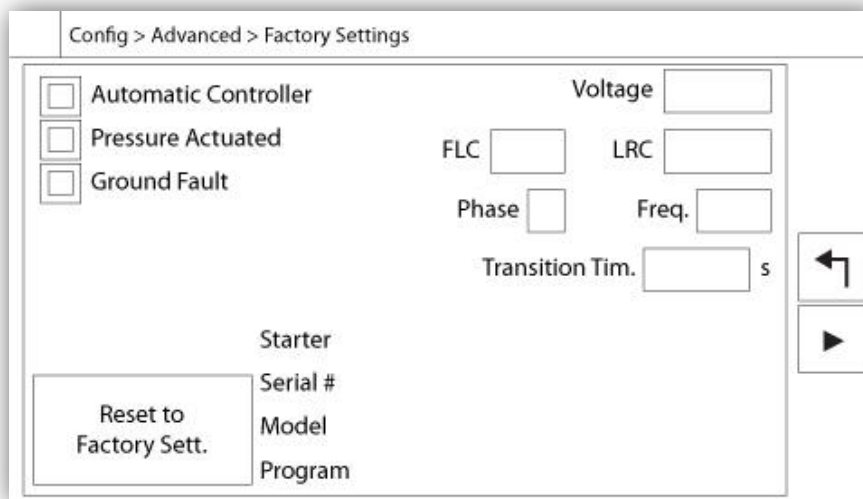 Config > Advanced > Factory Settings
Automatic Controller
Voltage
Pressure Actuated
FLC
LRC
Ground Fault
Phase
Freq.
Transition Tim.
s
Starter
Serial #
Reset to
Factory Sett.
Model
Program